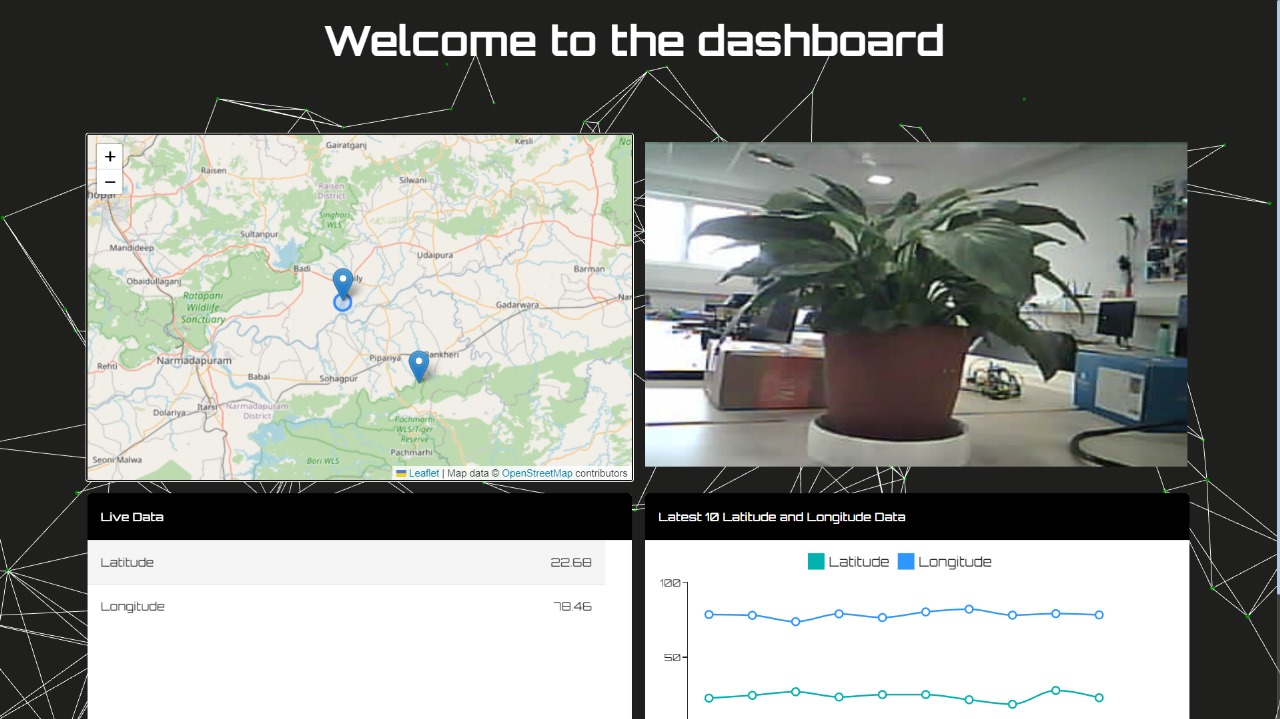 Welcome to the dashboard
+
−
Gairatganj
Kesli
Raisen
Raisen
District
Silwani
Singhori
WLS
Sultanpur
Mandideep
Udaipura
Badi
Barman
Obaidullaganj
Ratapani
Wildlife
Sanctuary
Gadarwara
Rehti
Narmadapuram
Pipariya
Bankheri
Babai
Sohagpur
Dolariya
Itarsi
Narmadapuram
District
Pachmarhi
WLS/Tiger
Reserve
Pachmarhi
Seoni Malwa
Bori WLS
Leaflet | Map data © OpenStreetMap contributors
Live Data
Latitude 22.68
Longitude 78.46
Latest 10 Latitude and Longitude Data
Latitude Longitude
100
50